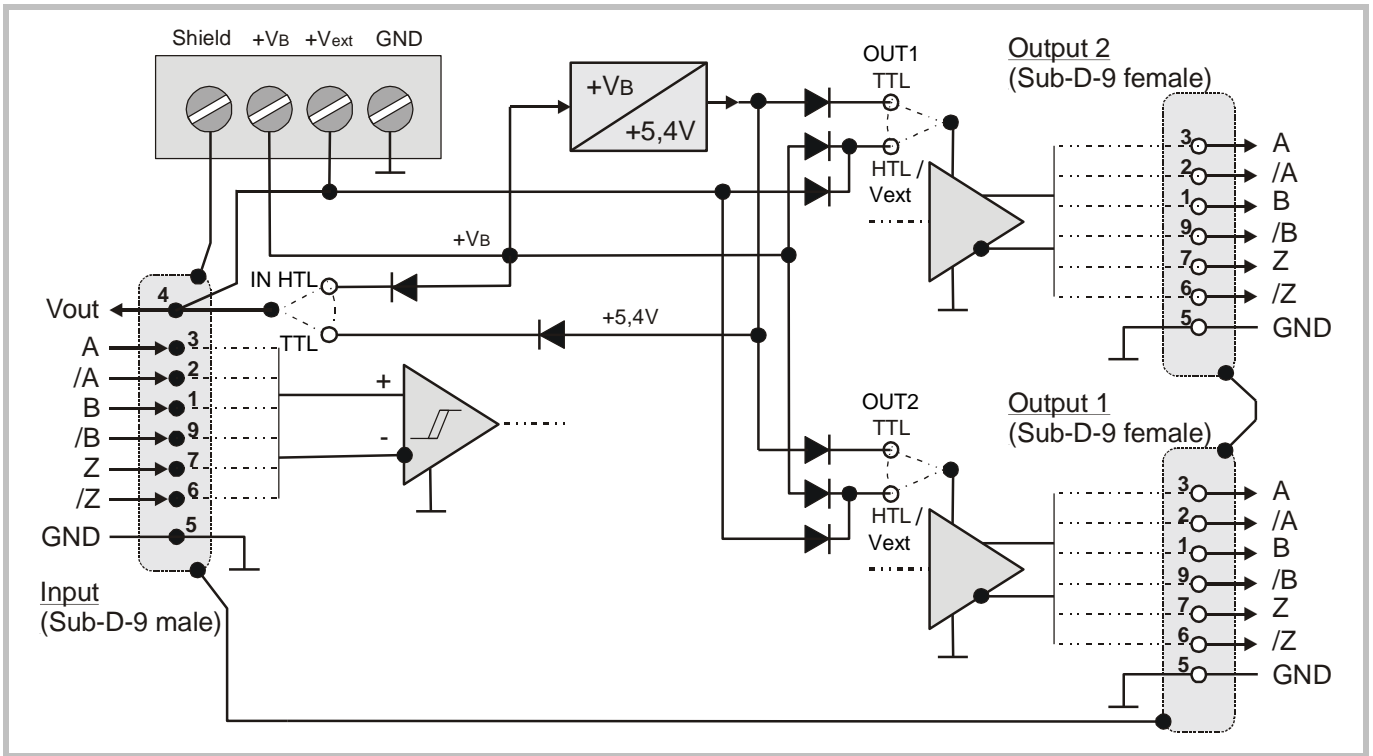 Shield +VB +Vext GND
+VB
+5,4V
OUT1
TTL
HTL /
Vext
Output 2
(Sub-D-9 female)
3 A
2 /A
1 B
9 /B
7 Z
6 /Z
5 GND
+VB
IN HTL
TTL
+5,4V
Vout 4
A 3
/A 2
B 1
/B 9
Z 7
/Z 6
GND 5
+
-
Input
(Sub-D-9 male)
OUT2
TTL
HTL /
Vext
Output 1
(Sub-D-9 female)
3 A
2 /A
1 B
9 /B
7 Z
6 /Z
5 GND